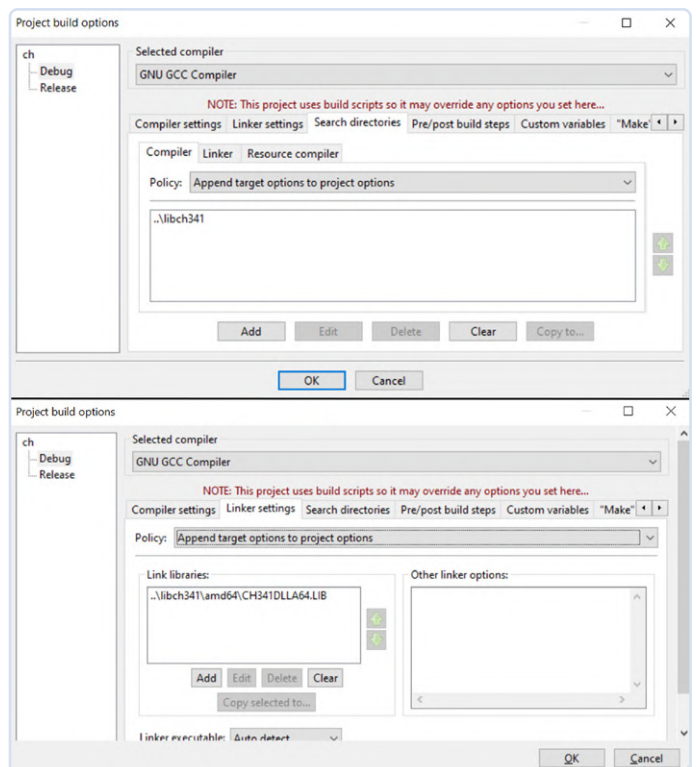 Project build options
ch
Debug
Release
Selected compiler
GNU GCC Compiler
NOTE: This project uses build scripts so it may override any options you set here...
Compiler settings Linker settings Search directories Pre/post build steps Custom variables "Make'
Compiler Linker Resource compiler
Policy: Append target options to project options
..\libch341
Add Edit Delete Clear Copy to...
OK Cancel
Project build options
ch
Debug
Release
Selected compiler
GNU GCC Compiler
NOTE: This project uses build scripts so it may override any options you set here...
Compiler settings Linker settings Search directories Pre/post build steps Custom variables "Make"
Policy: Append target options to project options
Link libraries: Other linker options:
..\libch341\amd64\CH341DLLA64.LIB
Add Edit Delete Clear
Copy selected to...
Linker executable: Auto detect
OK Cancel